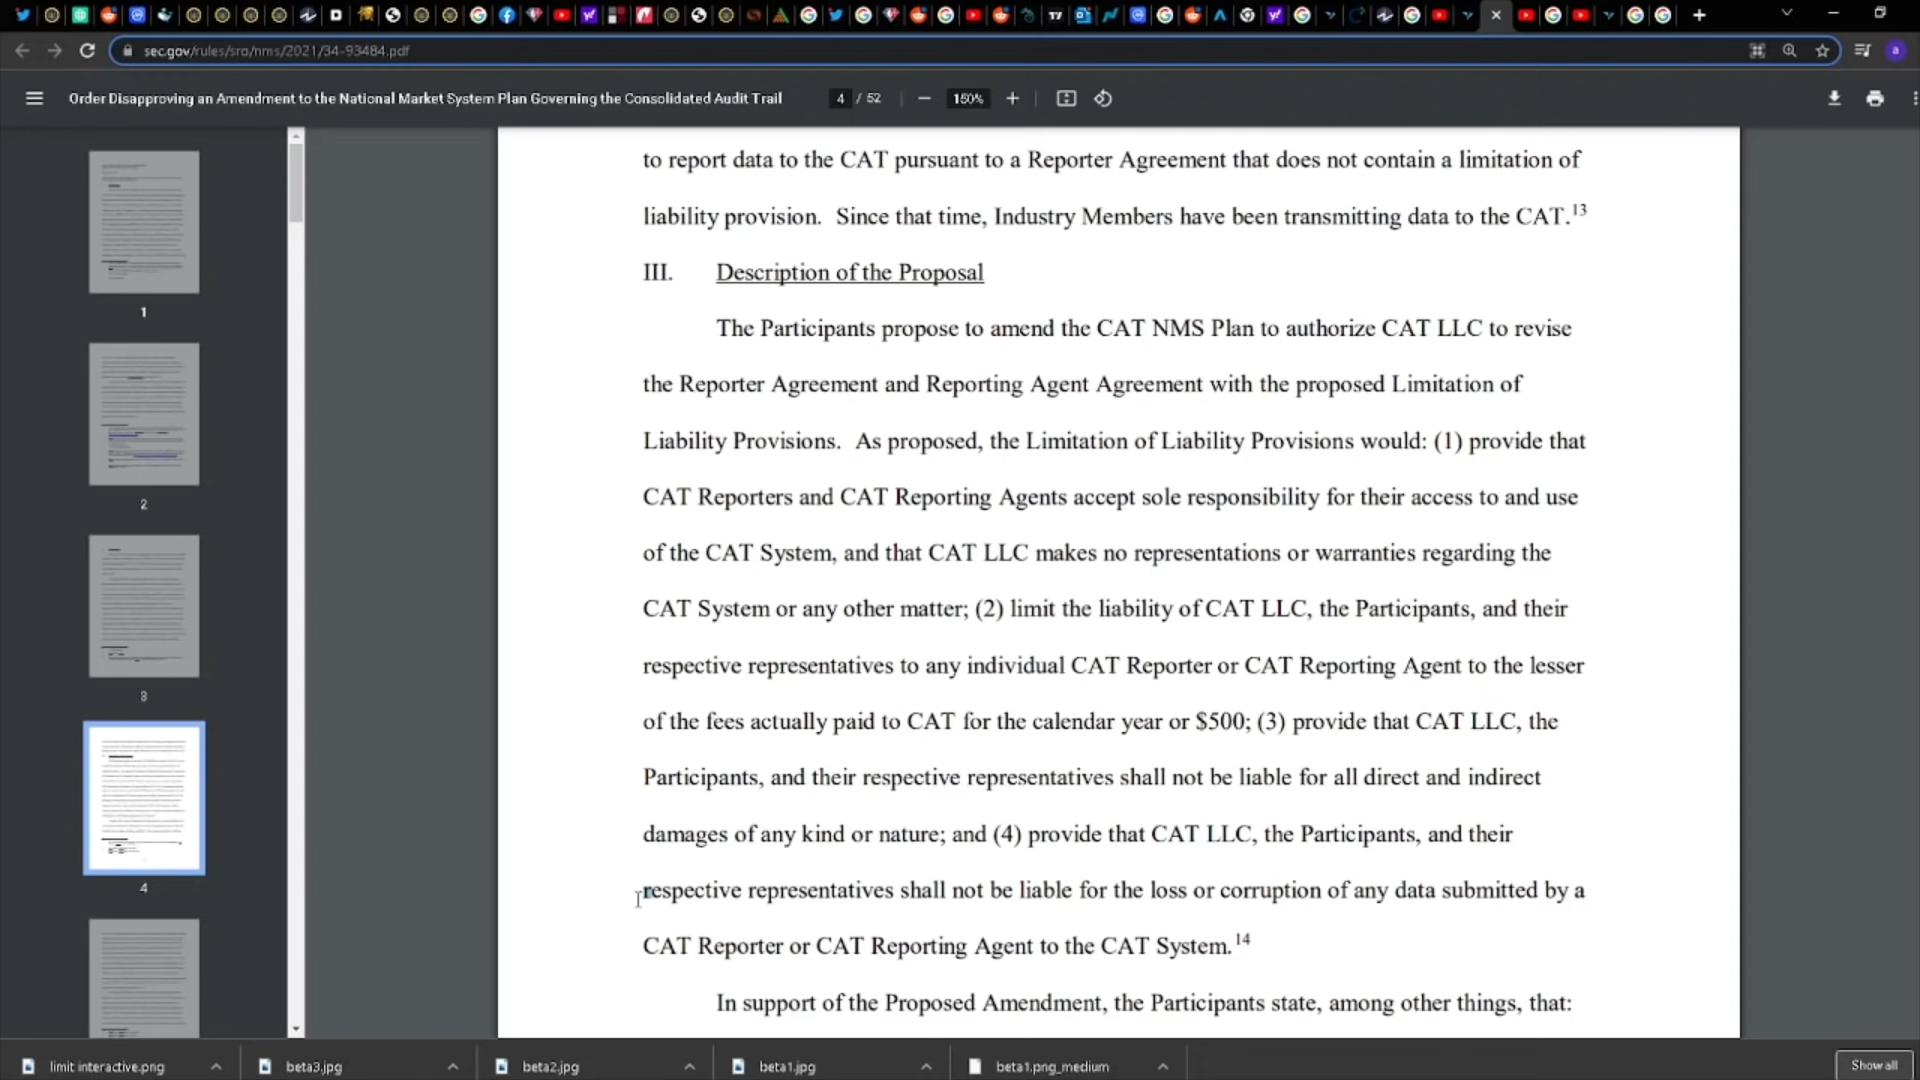 sec.gov/rules/sro/nms/2021/34-93484.pdf
a
Order Disapproving an Amendment to the National Market System Plan Governing the Consolidated Audit Trail
4 / 52
150%
to report data to the CAT pursuant to a Reporter Agreement that does not contain a limitation of
liability provision. Since that time, Industry Members have been transmitting data to the CAT.13
III. Description of the Proposal
The Participants propose to amend the CAT NMS Plan to authorize CAT LLC to revise
the Reporter Agreement and Reporting Agent Agreement with the proposed Limitation of
Liability Provisions. As proposed, the Limitation of Liability Provisions would: (1) provide that
CAT Reporters and CAT Reporting Agents accept sole responsibility for their access to and use
of the CAT System, and that CAT LLC makes no representations or warranties regarding the
CAT System or any other matter; (2) limit the liability of CAT LLC, the Participants, and their
respective representatives to any individual CAT Reporter or CAT Reporting Agent to the lesser
of the fees actually paid to CAT for the calendar year or $500; (3) provide that CAT LLC, the
Participants, and their respective representatives shall not be liable for all direct and indirect
damages of any kind or nature; and (4) provide that CAT LLC, the Participants, and their
respective representatives shall not be liable for the loss or corruption of any data submitted by a
CAT Reporter or CAT Reporting Agent to the CAT System.14
In support of the Proposed Amendment, the Participants state, among other things, that:
1
2
3
4
limit interactive.png
beta3.jpg
beta2.jpg
beta1.jpg
beta1.png_medium
Show all